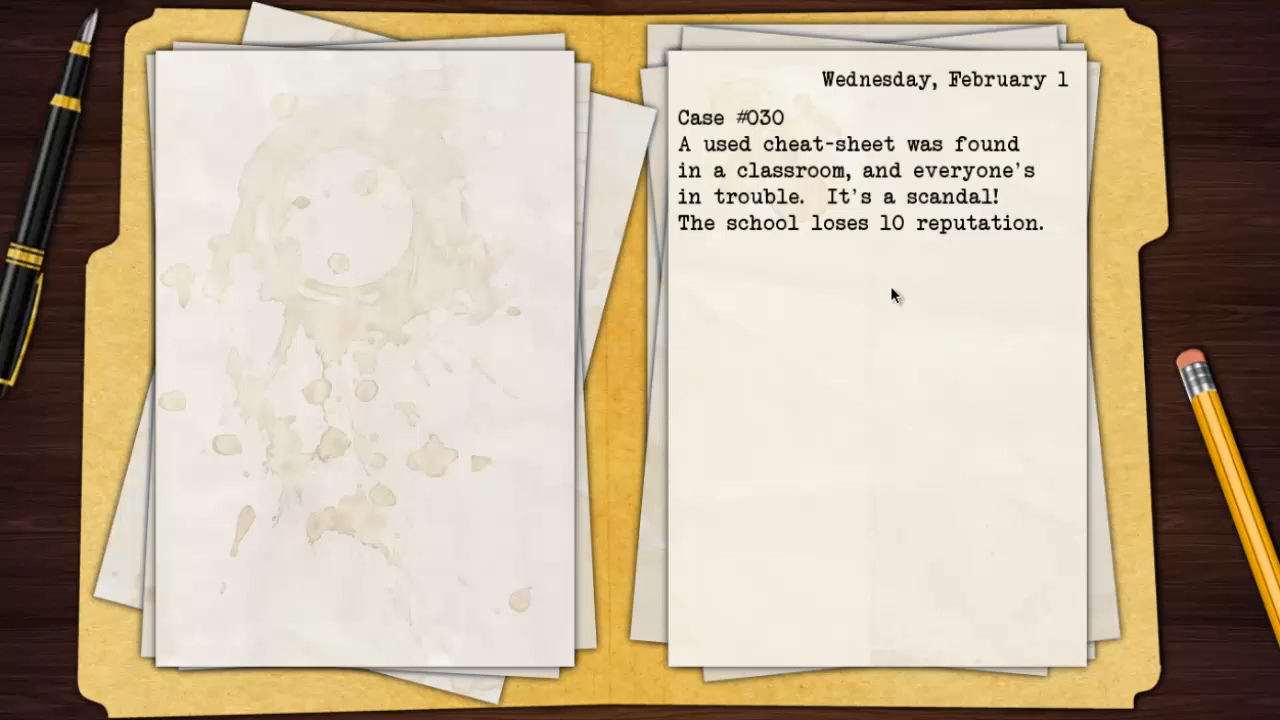 Wednesday, February 1
Case #030
A used cheat-sheet was found
in a classroom, and everyone's
in trouble.  It's a scandal!
The school loses 10 reputation.